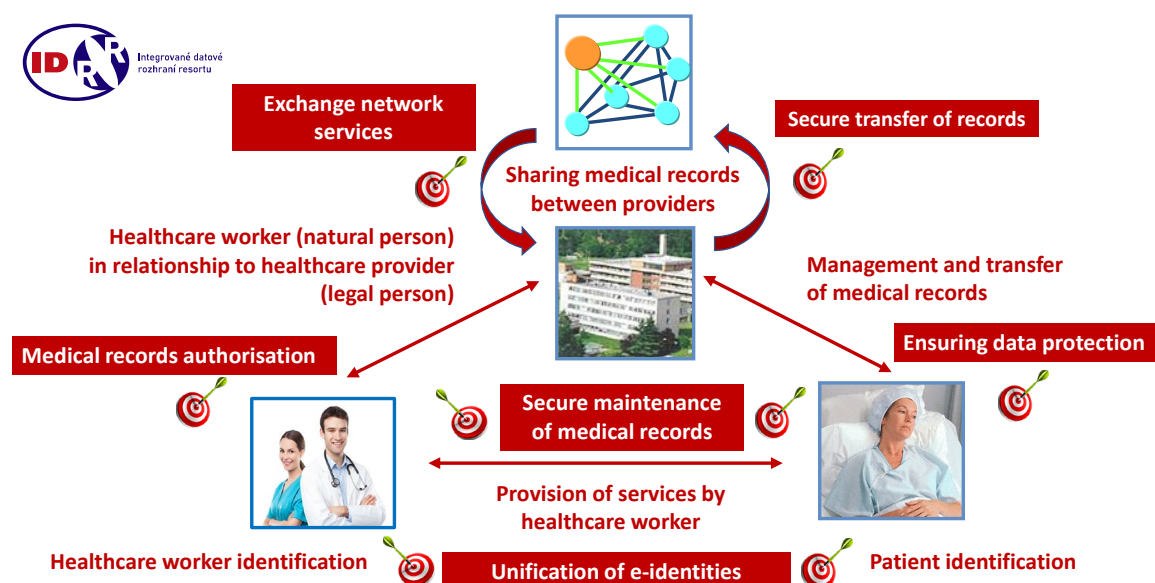 ID
RR
Integrované datové
rozhraní resortu
Exchange network
services
Secure transfer of records
Sharing medical records
between providers
Healthcare worker (natural person)
in relationship to healthcare provider
(legal person)
Management and transfer
of medical records
Medical records authorisation
Ensuring data protection
Secure maintenance
of medical records
Provision of services by
healthcare worker
Healthcare worker identification
Unification of e-identities
Patient identification